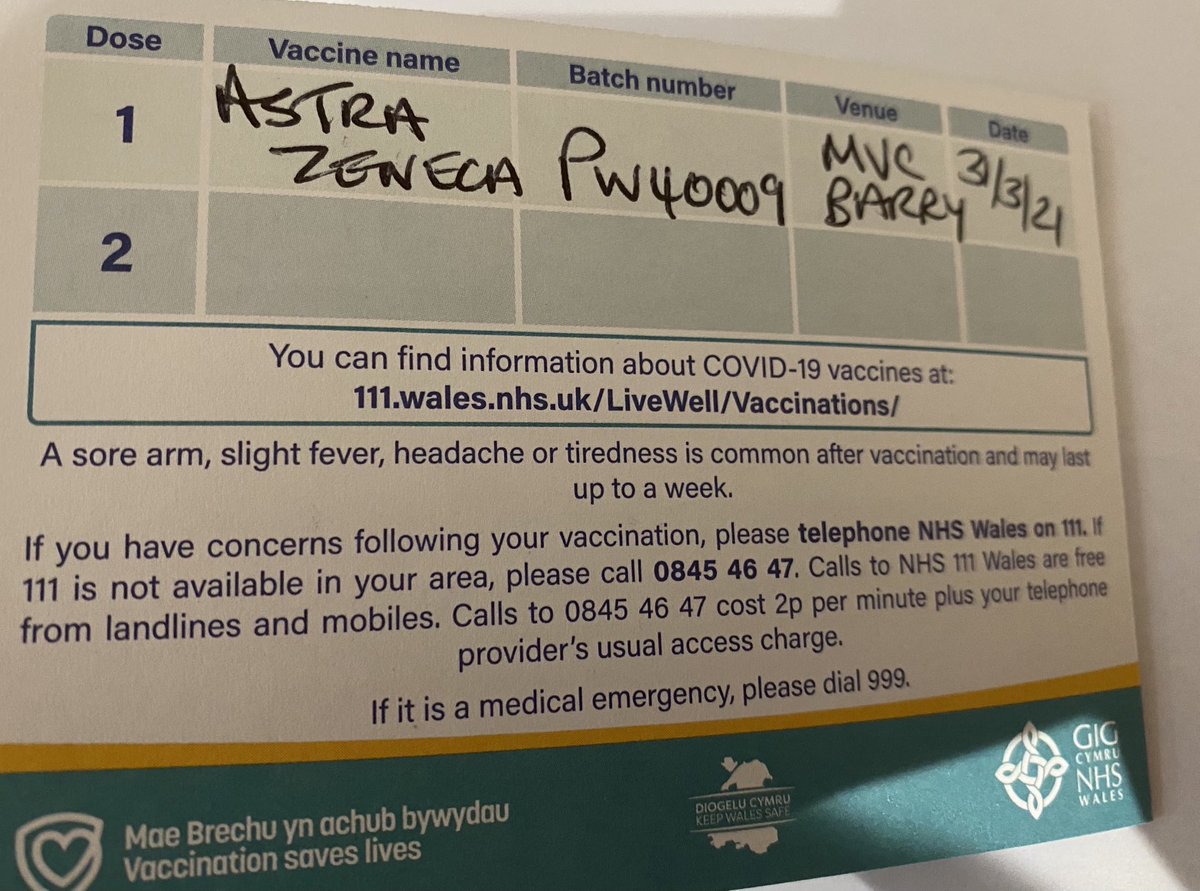 Dose Vaccine name Batch number Venue Date
1 ASTRA ZENECA PW40009 MVC BARRY 31/3/21
2
You can find information about COVID-19 vaccines at:
111.wales.nhs.uk/LiveWell/Vaccinations/
A sore arm, slight fever, headache or tiredness is common after vaccination and may last
up to a week.
If you have concerns following your vaccination, please telephone NHS Wales on 111. If
111 is not available in your area, please call 0845 46 47. Calls to NHS 111 Wales are free
from landlines and mobiles. Calls to 0845 46 47 cost 2p per minute plus your telephone
provider's usual access charge.
If it is a medical emergency, please dial 999.
Mae Brechu yn achub bywydau
Vaccination saves lives
DIOGELU CYMRU
KEEP WALES SAFE
GIG
CYMRU
NHS
WALES